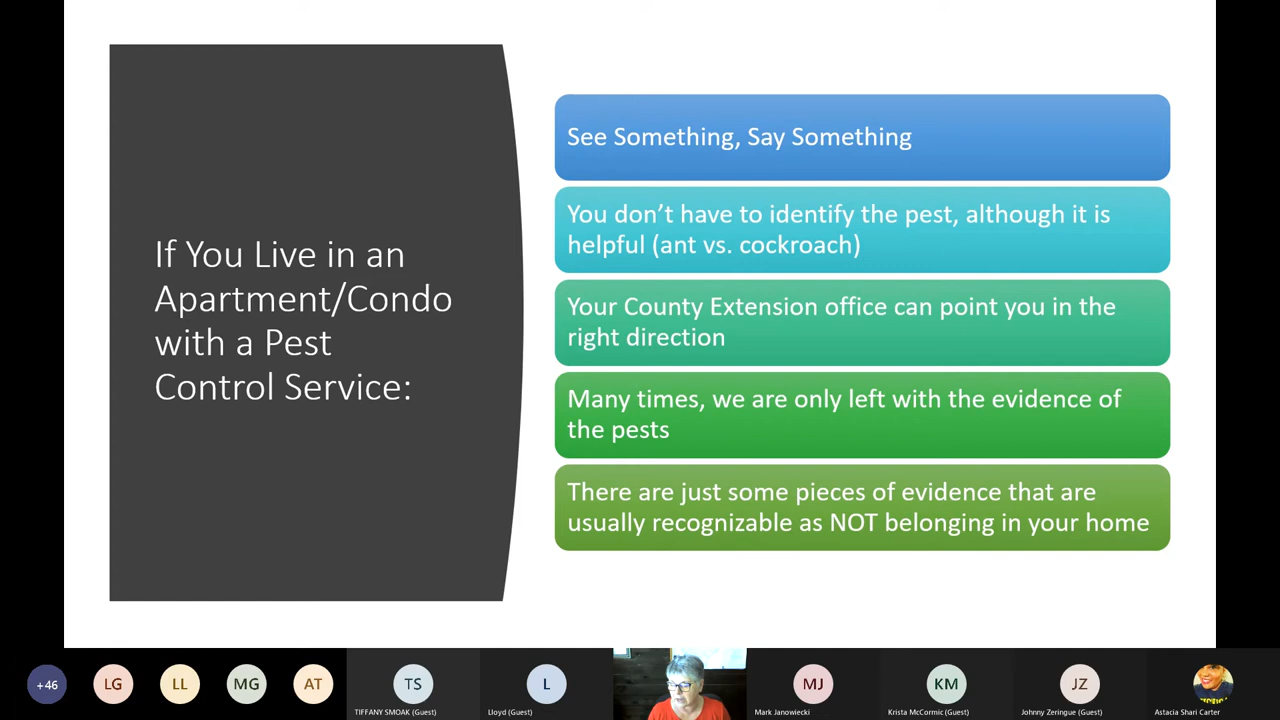 If You Live in an
Apartment/Condo
with a Pest
Control Service:
See Something, Say Something
You don’t have to identify the pest, although it is
helpful (ant vs. cockroach)
Your County Extension office can point you in the
right direction
Many times, we are only left with the evidence of
the pests
There are just some pieces of evidence that are
usually recognizable as NOT belonging in your home
+46
LG
LL
MG
AT
TS
TIFFANY SMOAK (Guest)
L
Lloyd (Guest)
MJ
Mark Janowiecki
KM
Krista McCormic (Guest)
JZ
Johnny Zeringue (Guest)
Astacia Shari Carter